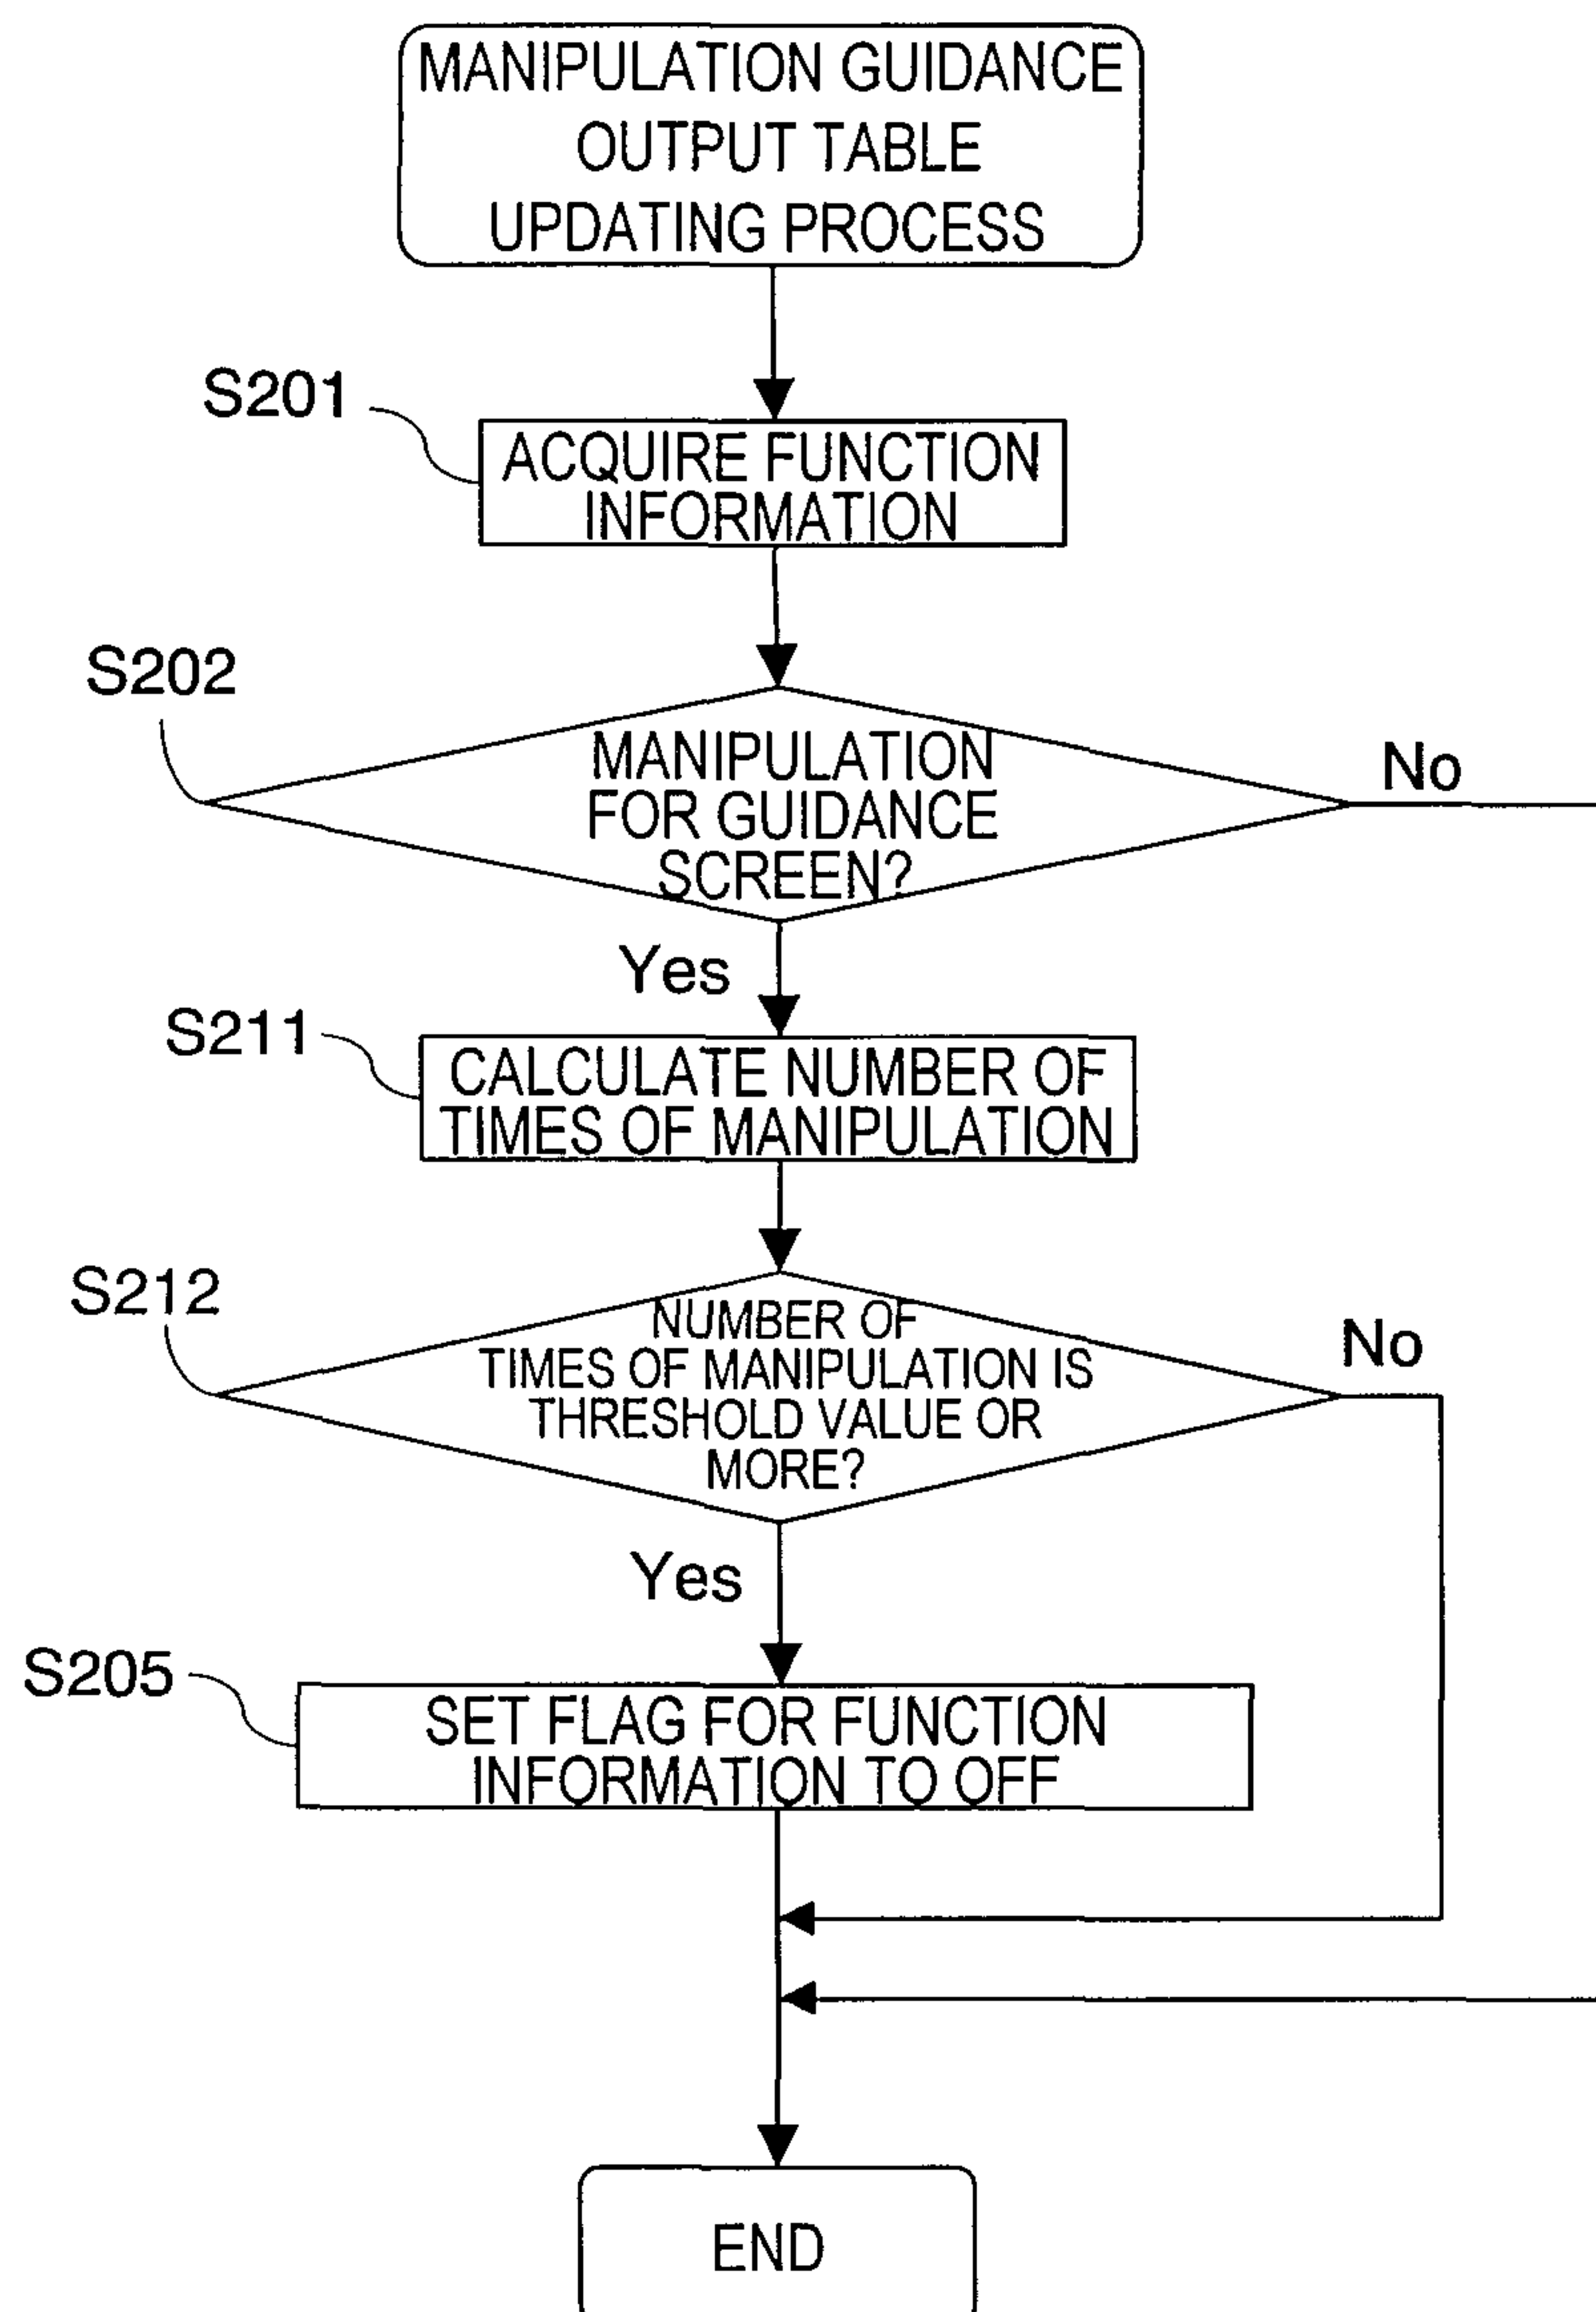 MANIPULATION GUIDANCE
OUTPUT TABLE
UPDATING PROCESS
S201
ACQUIRE FUNCTION
INFORMATION
S202
MANIPULATION
FOR GUIDANCE
SCREEN?
No
Yes
S211
CALCULATE NUMBER OF
TIMES OF MANIPULATION
S212
NUMBER OF
TIMES OF MANIPULATION IS
THRESHOLD VALUE OR
MORE?
No
Yes
S205
SET FLAG FOR FUNCTION
INFORMATION TO OFF
END